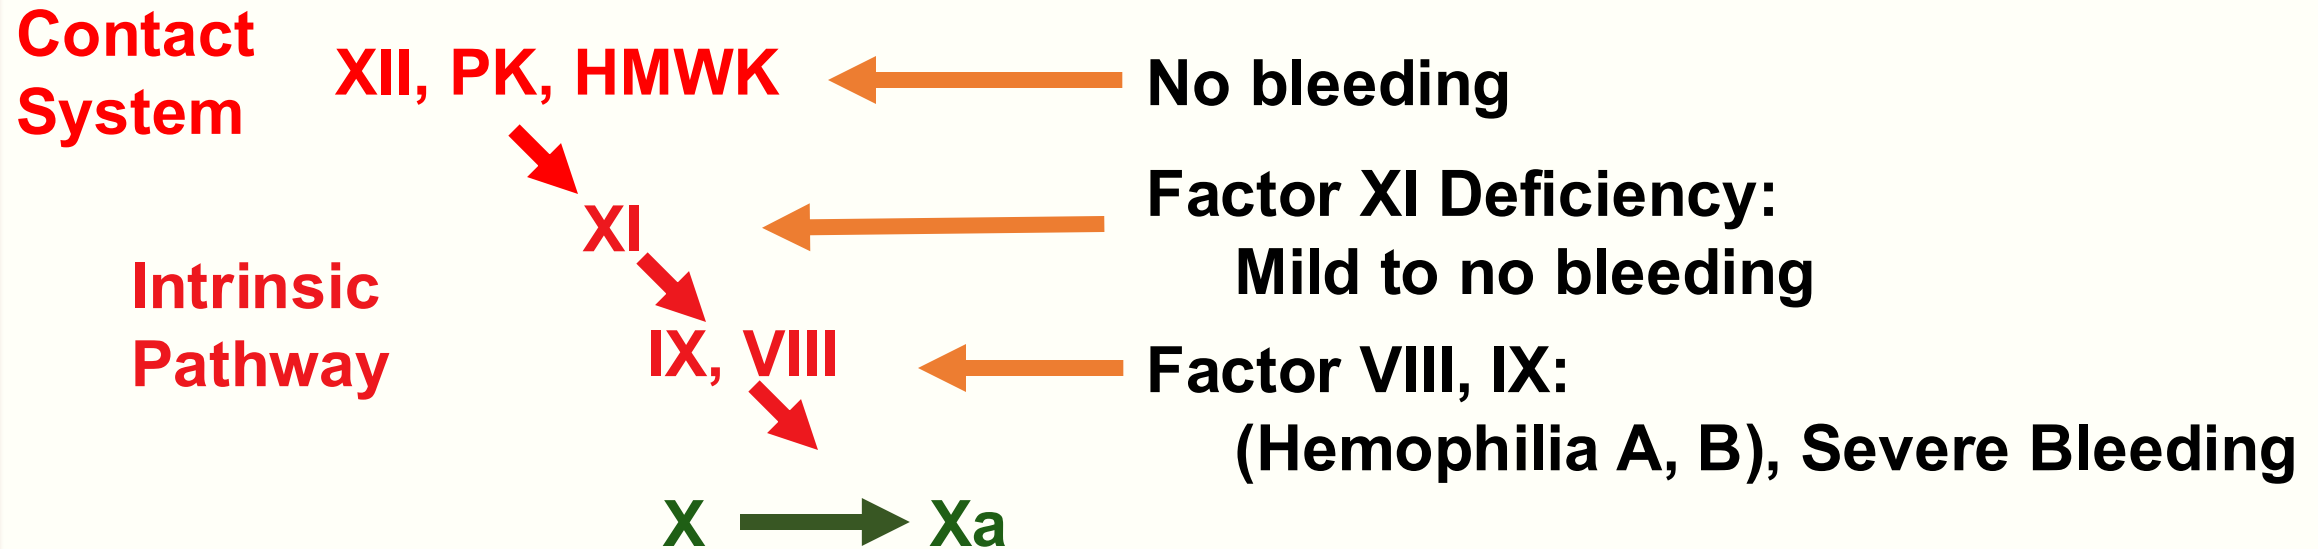 Contact
System
XII, PK, HMWK
No bleeding
XI
Factor XI Deficiency:
Mild to no bleeding
Intrinsic
Pathway
IX, VIII
Factor VIII, IX:
(Hemophilia A, B), Severe Bleeding
X
Xa